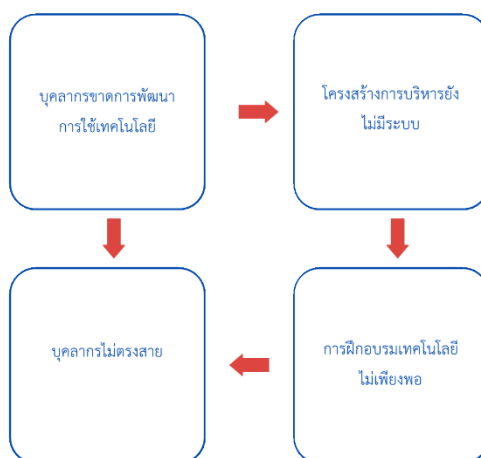 บุคลากรขาดการพัฒนา
การใช้เทคโนโลยี
โครงสร้างการบริหารยัง
ไม่มีระบบ
บุคลากรไม่ตรงสาย
การฝึกอบรมเทคโนโลยี
ไม่เพียงพอ